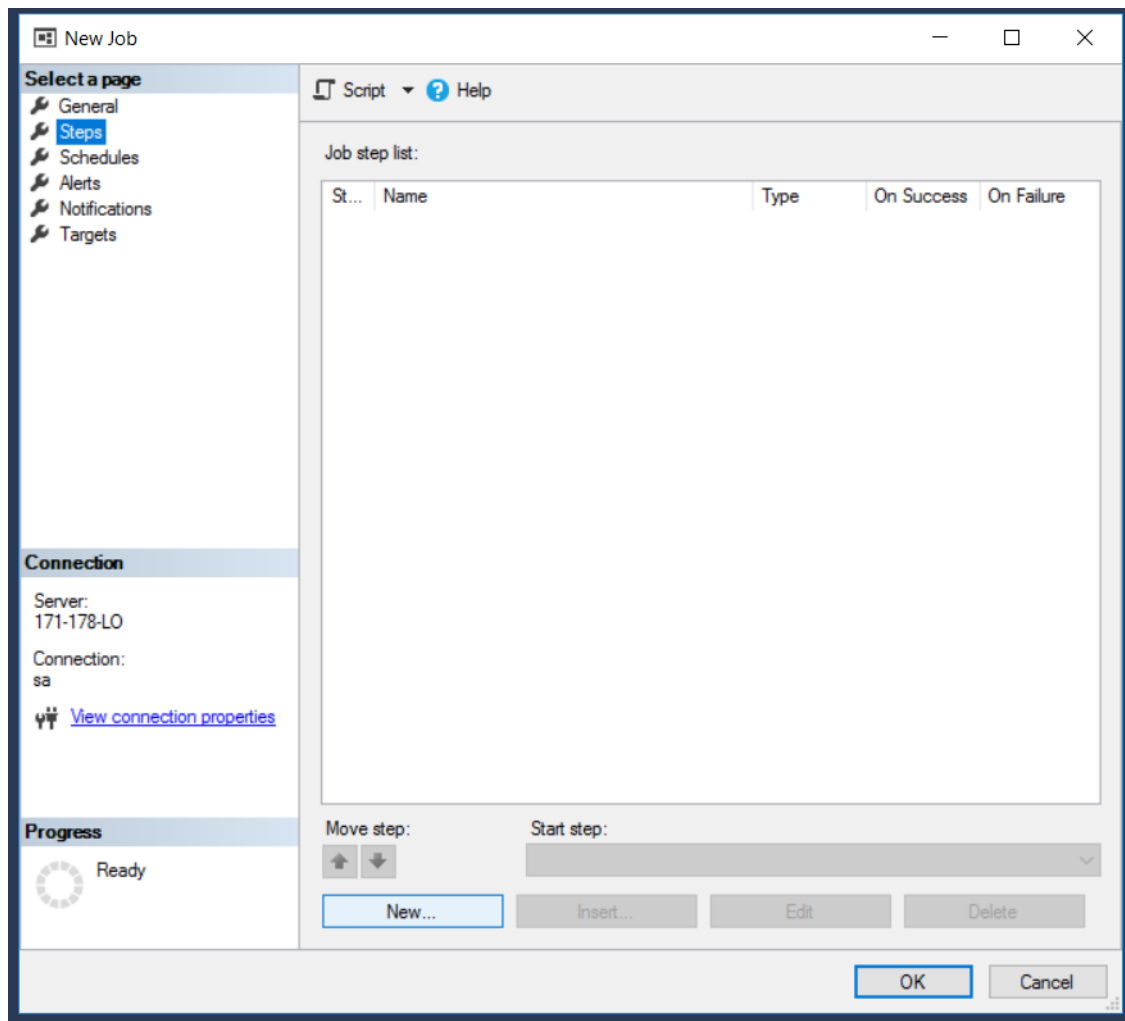 New Job
Select a page
General
Steps
Schedules
Alerts
Notifications
Targets
Script Help
Job step list:
St... Name Type On Success On Failure
Connection
Server:
171-178-LO
Connection:
sa
View connection properties
Progress
Ready
Move step: Start step:
New... Insert... Edit Delete
OK Cancel